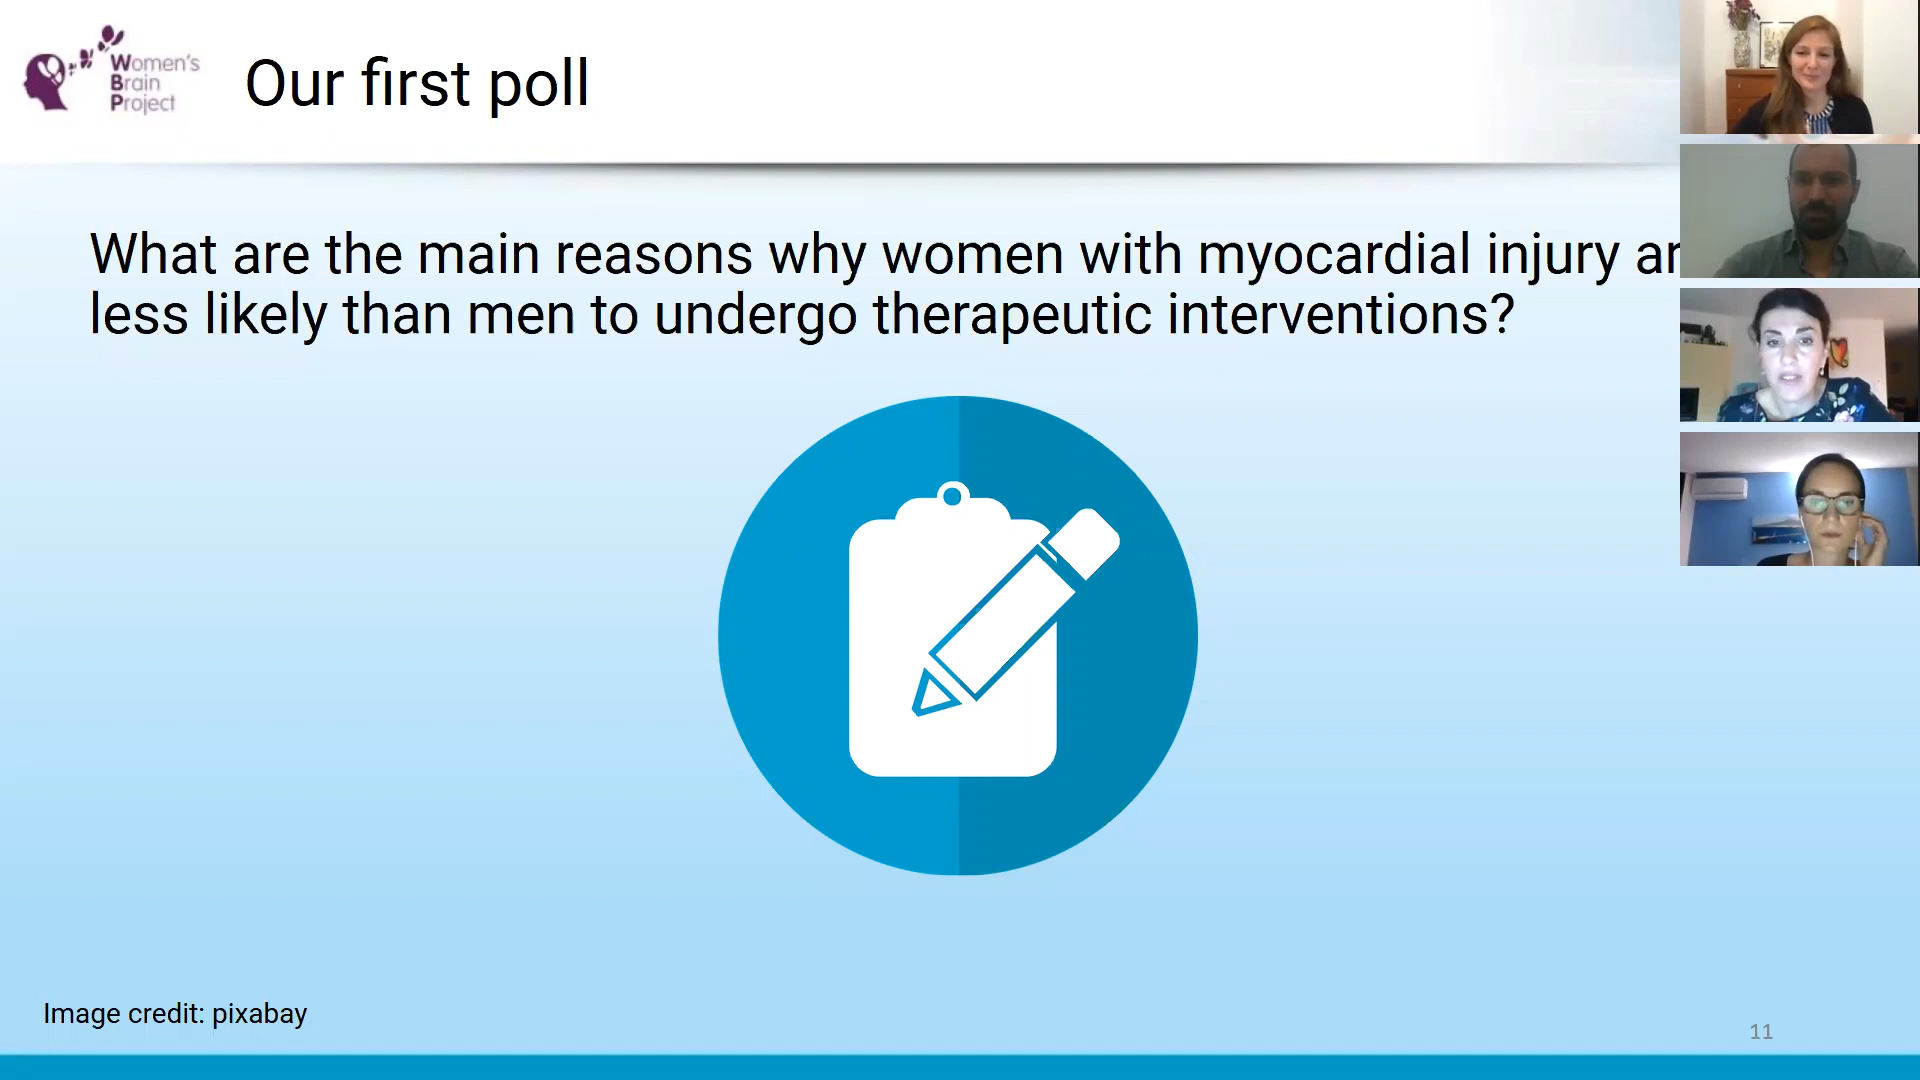 Women's
Brain
Project
Our first poll
What are the main reasons why women with myocardial injury
less likely than men to undergo therapeutic interventions?
Image credit: pixabay
11